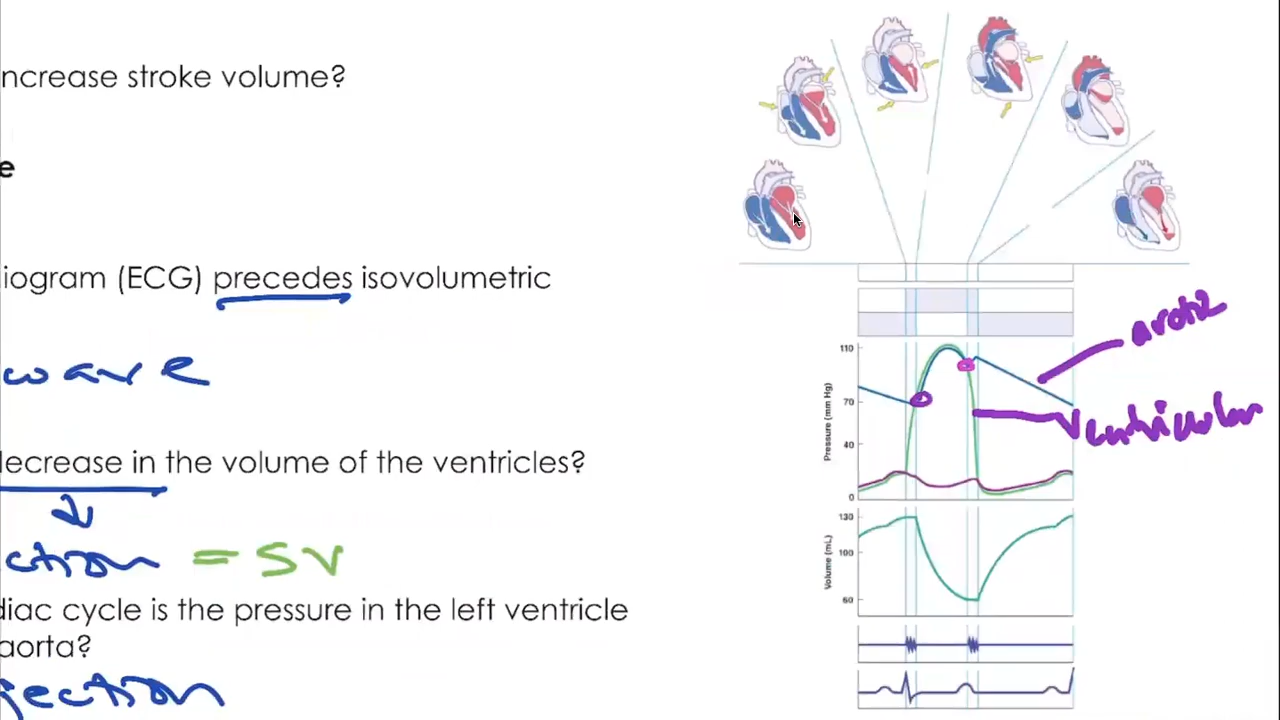 ncrease stroke volume?
e
diogram (ECG) precedes isovolumetric
wave
decrease in the volume of the ventricles?
ction = SV
diac cycle is the pressure in the left ventricle
aorta?
jection
110
70
40
0
Pressure (mm Hg)
aortic
Ventricular
130
100
50
Volume (mL)